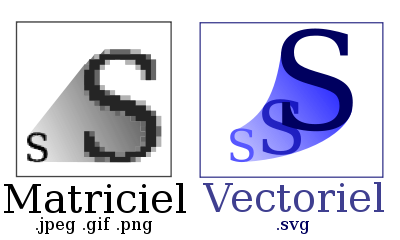 S S
Matriciel
.jpeg .gif .png
S S S
Vectoriel
.svg